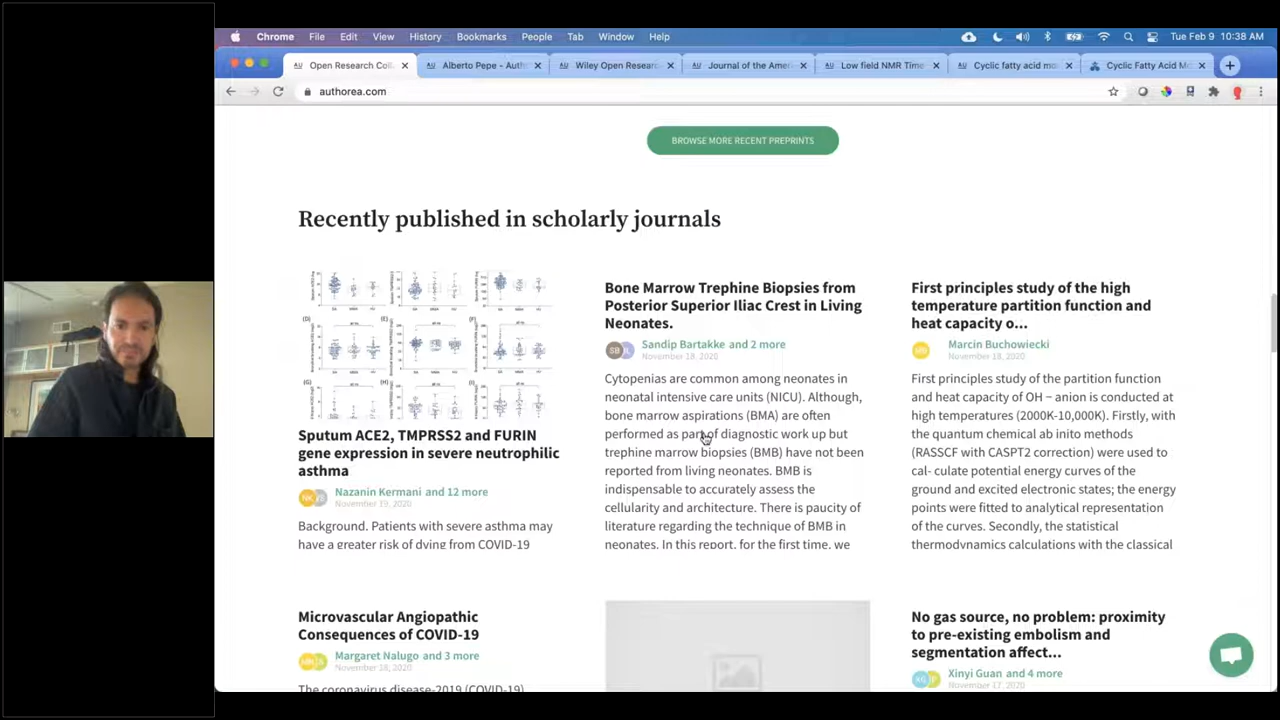 Chrome File Edit View History Bookmarks People Tab Window Help Tue Feb 9 10:38 AM
Open Research Coll Alberto Pepe - Auth Wiley Open Research Journal of the Ame Low field NMR Time Cyclic fatty acid mo Cyclic Fatty Acid Mo
authorea.com
BROWSE MORE RECENT PREPRINTS
Recently published in scholarly journals
Sputum ACE2, TMPRSS2 and FURIN
gene expression in severe neutrophilic
asthma
Nazanin Kermani and 12 more
November 19, 2020
Background. Patients with severe asthma may
have a greater risk of dying from COVID-19
Bone Marrow Trephine Biopsies from
Posterior Superior Iliac Crest in Living
Neonates.
Sandip Bartakke and 2 more
November 18, 2020
Cytopenias are common among neonates in
neonatal intensive care units (NICU). Although,
bone marrow aspirations (BMA) are often
performed as part of diagnostic work up but
trephine marrow biopsies (BMB) have not been
reported from living neonates. BMB is
indispensable to accurately assess the
cellularity and architecture. There is paucity of
literature regarding the technique of BMB in
neonates. In this report, for the first time, we
First principles study of the high
temperature partition function and
heat capacity o...
MB
Marcin Buchowiecki
November 18, 2020
First principles study of the partition function
and heat capacity of OH − anion is conducted at
high temperatures (2000K-10,000K). Firstly, with
the quantum chemical ab inito methods
(RASSCF with CASPT2 correction) were used to
cal- culate potential energy curves of the
ground and excited electronic states; the energy
points were fitted to analytical representation
of the curves. Secondly, the statistical
thermodynamics calculations with the classical
Microvascular Angiopathic
Consequences of COVID-19
Margaret Nalugo and 3 more
November 18, 2020
The coronavirus disease-2019 (COVID-19)
No gas source, no problem: proximity
to pre-existing embolism and
segmentation affect...
Xinyi Guan and 4 more
November 17, 2020